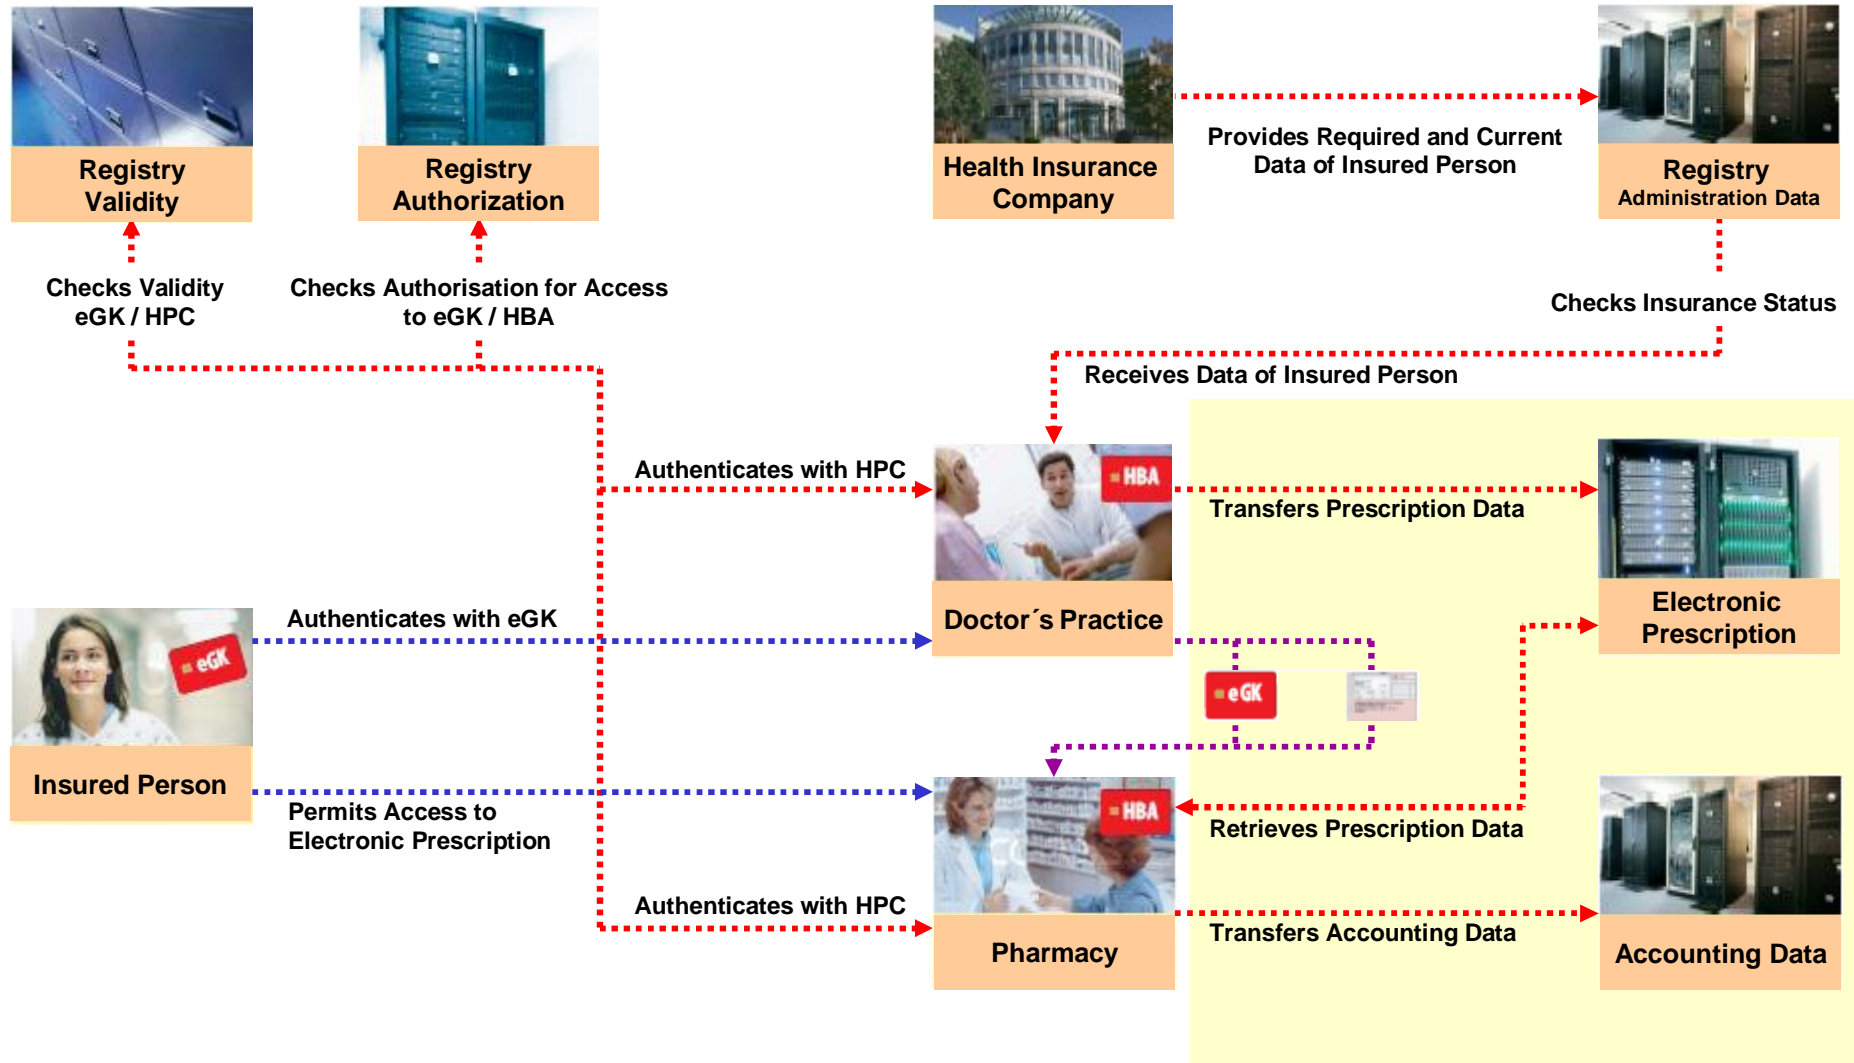 Registry
Validity
Registry
Authorization
Health Insurance
Company
Provides Required and Current
Data of Insured Person
Registry
Administration Data
Checks Validity
eGK / HPC
Checks Authorisation for Access
to eGK / HBA
Checks Insurance Status
Receives Data of Insured Person
Authenticates with HPC
HBA
Transfers Prescription Data
Authenticates with eGK
eGK
Doctor´s Practice
Electronic
Prescription
eGK
Insured Person
Permits Access to
Electronic Prescription
HBA
Retrieves Prescription Data
Authenticates with HPC
Transfers Accounting Data
Pharmacy
Accounting Data